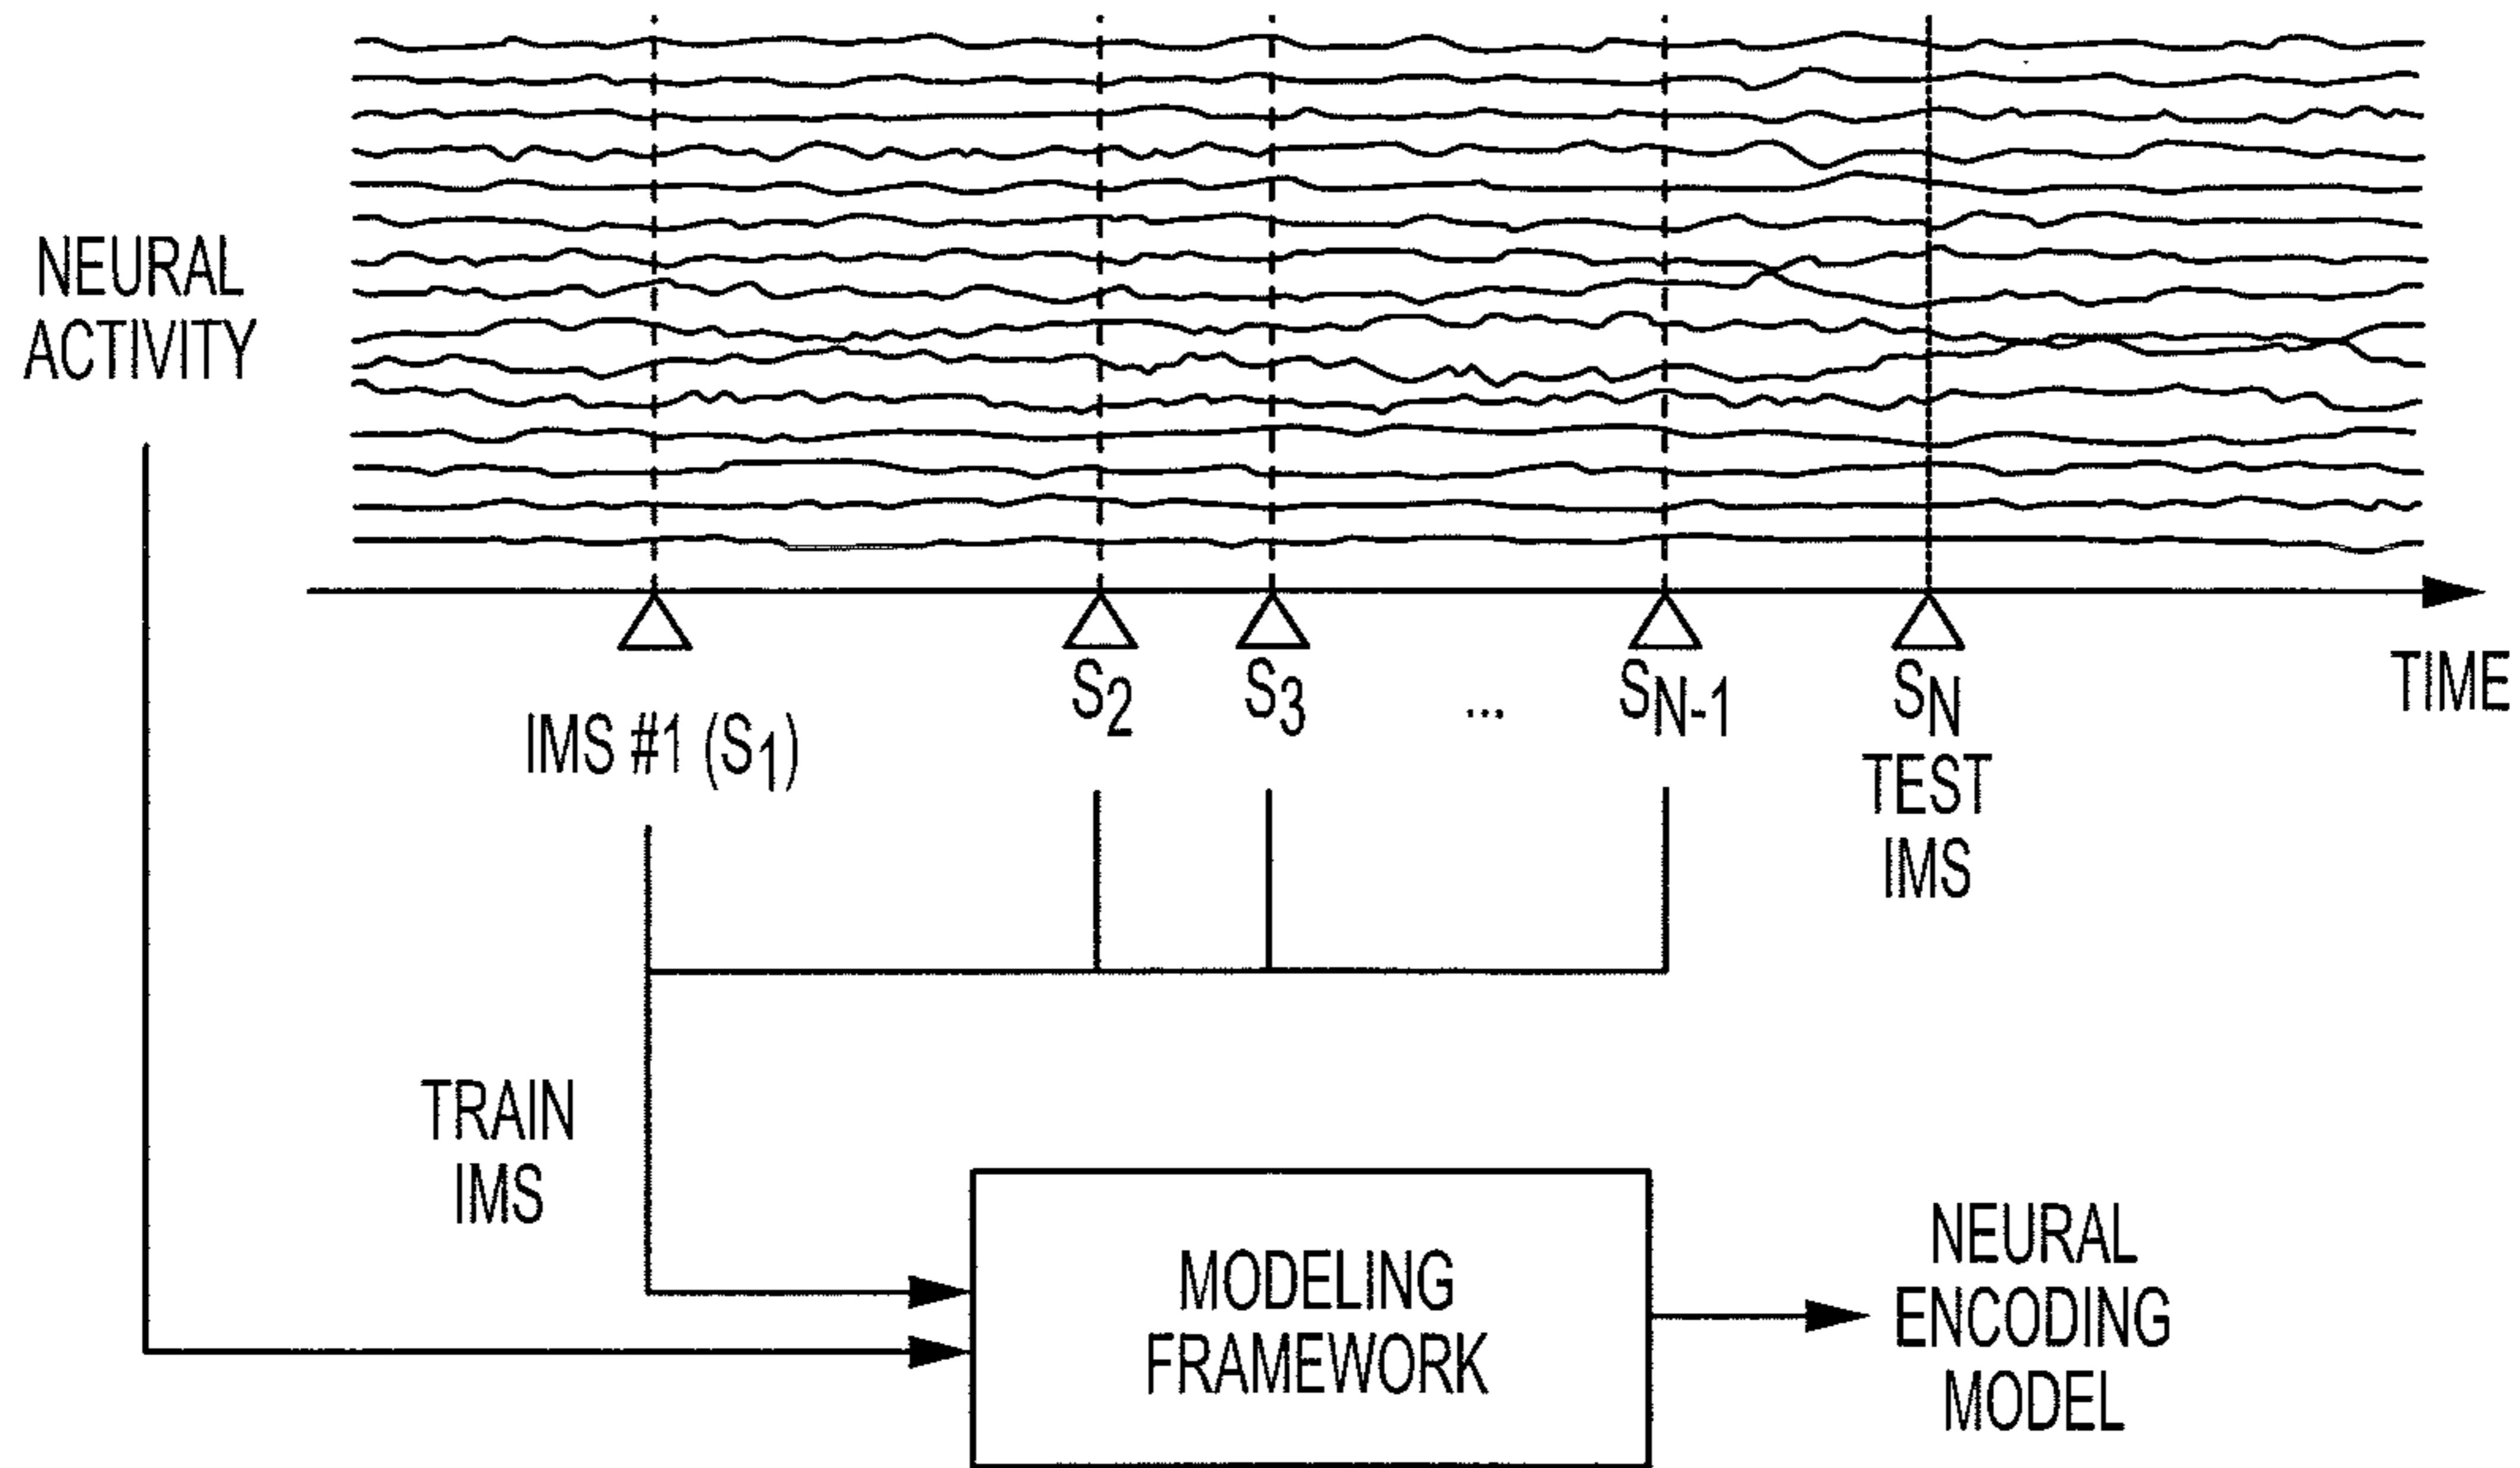 NEURAL
ACTIVITY
TIME
IMS #1 (S1)
S2
S3
...
SN-1
SN
TEST
IMS
TRAIN
IMS
MODELING
FRAMEWORK
NEURAL
ENCODING
MODEL